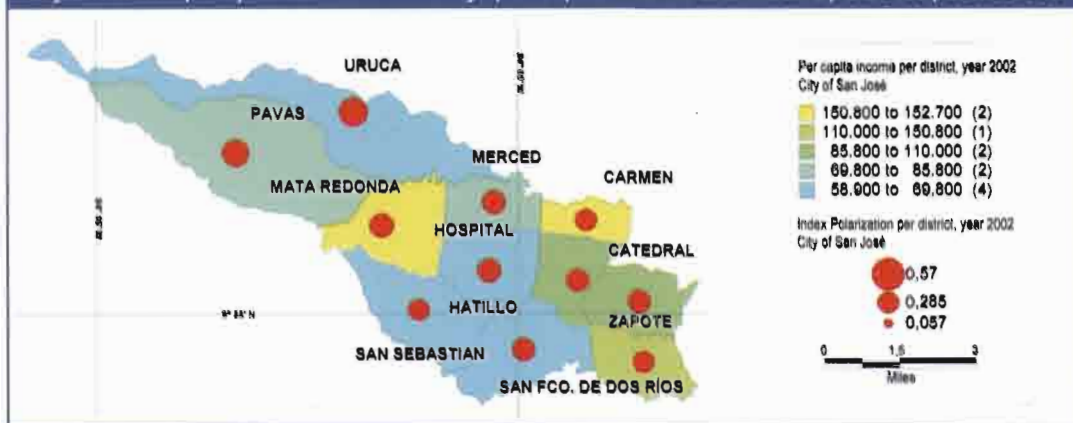 URUCA
PAVAS
MERCED
MATA REDONDA
CARMEN
HOSPITAL
CATEDRAL
HATILLO
ZAPOTE
SAN SEBASTIAN
SAN FCO. DE DOS RÍOS
Per capita income per district, year 2002
City of San José
150.800 to 152.700 (2)
110.000 to 150.800 (1)
85.800 to 110.000 (2)
69.800 to 85.800 (2)
58.900 to 69.800 (4)
Index Polarization per district, year 2002
City of San José
0,57
0,285
0,057
0 1,5 3
Miles